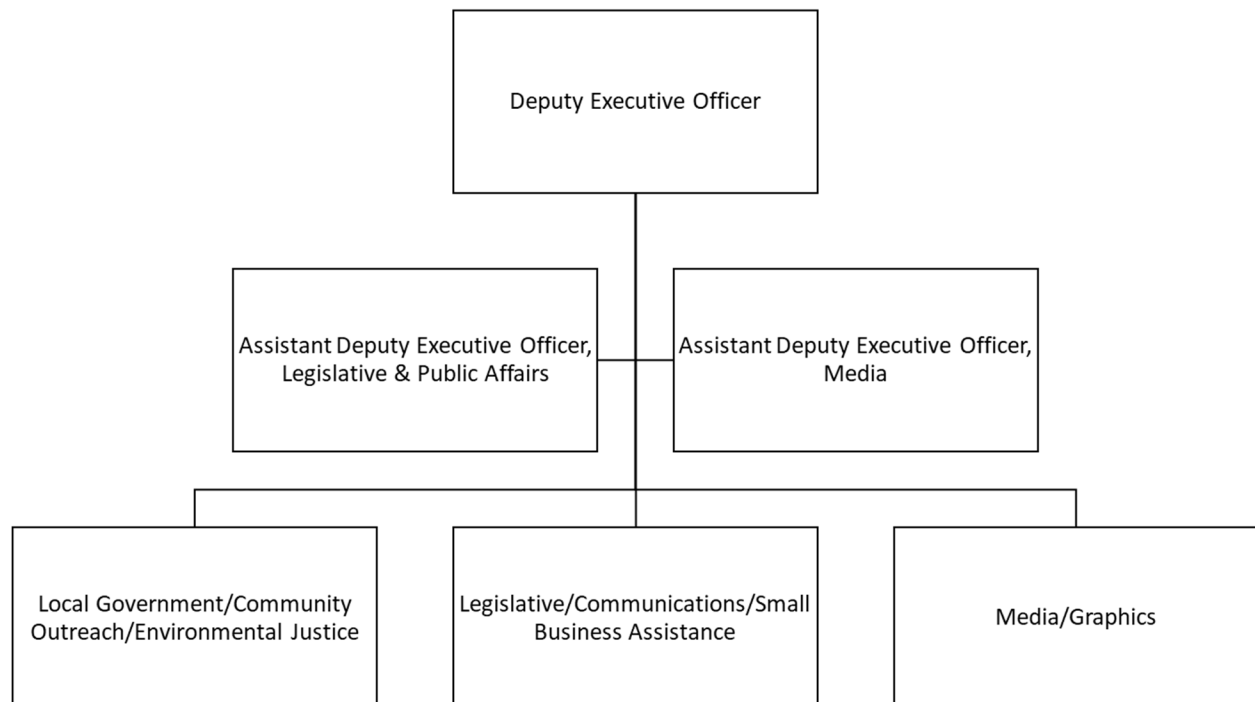 Deputy Executive Officer
Assistant Deputy Executive Officer,
Legislative & Public Affairs
Assistant Deputy Executive Officer,
Media
Local Government/Community
Outreach/Environmental Justice
Legislative/Communications/Small
Business Assistance
Media/Graphics